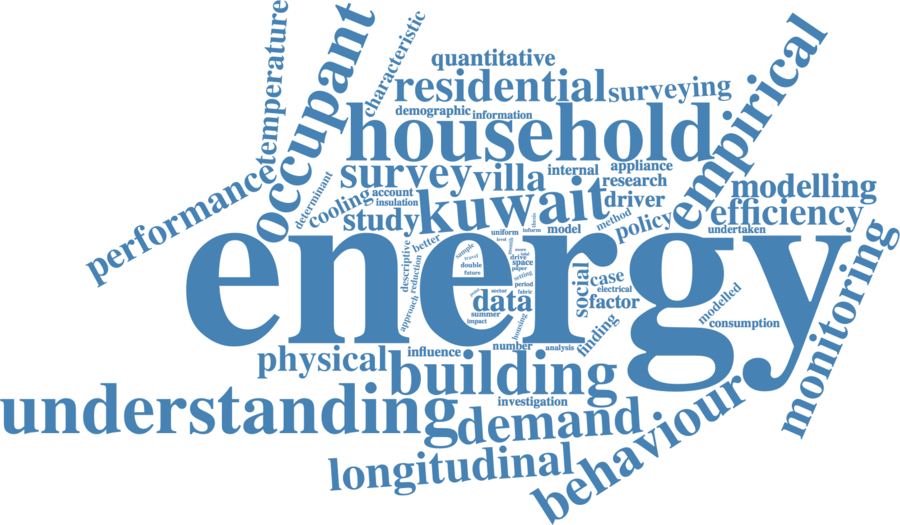 temperature
occupant
characteristic
quantitative
residential
surveying
empirical
demographic
information
household
performance
survey
villa
internal
appliance
research
determinant
cooling
account
insulation
kuwait
driver
modelling
efficiency
study
model
method
policy
undertaken
energy
uniform
inform
level
thesis
descriptive
better
sample
travel
double
future
more
drive
space
paper
setting
period
fabric
sector
approach
reduction
data
summer
impact
housing
social
case
electrical
factor
finding
modelled
consumption
monitoring
physical
influence
number
analysis
building
investigation
understanding
demand
behaviour
longitudinal